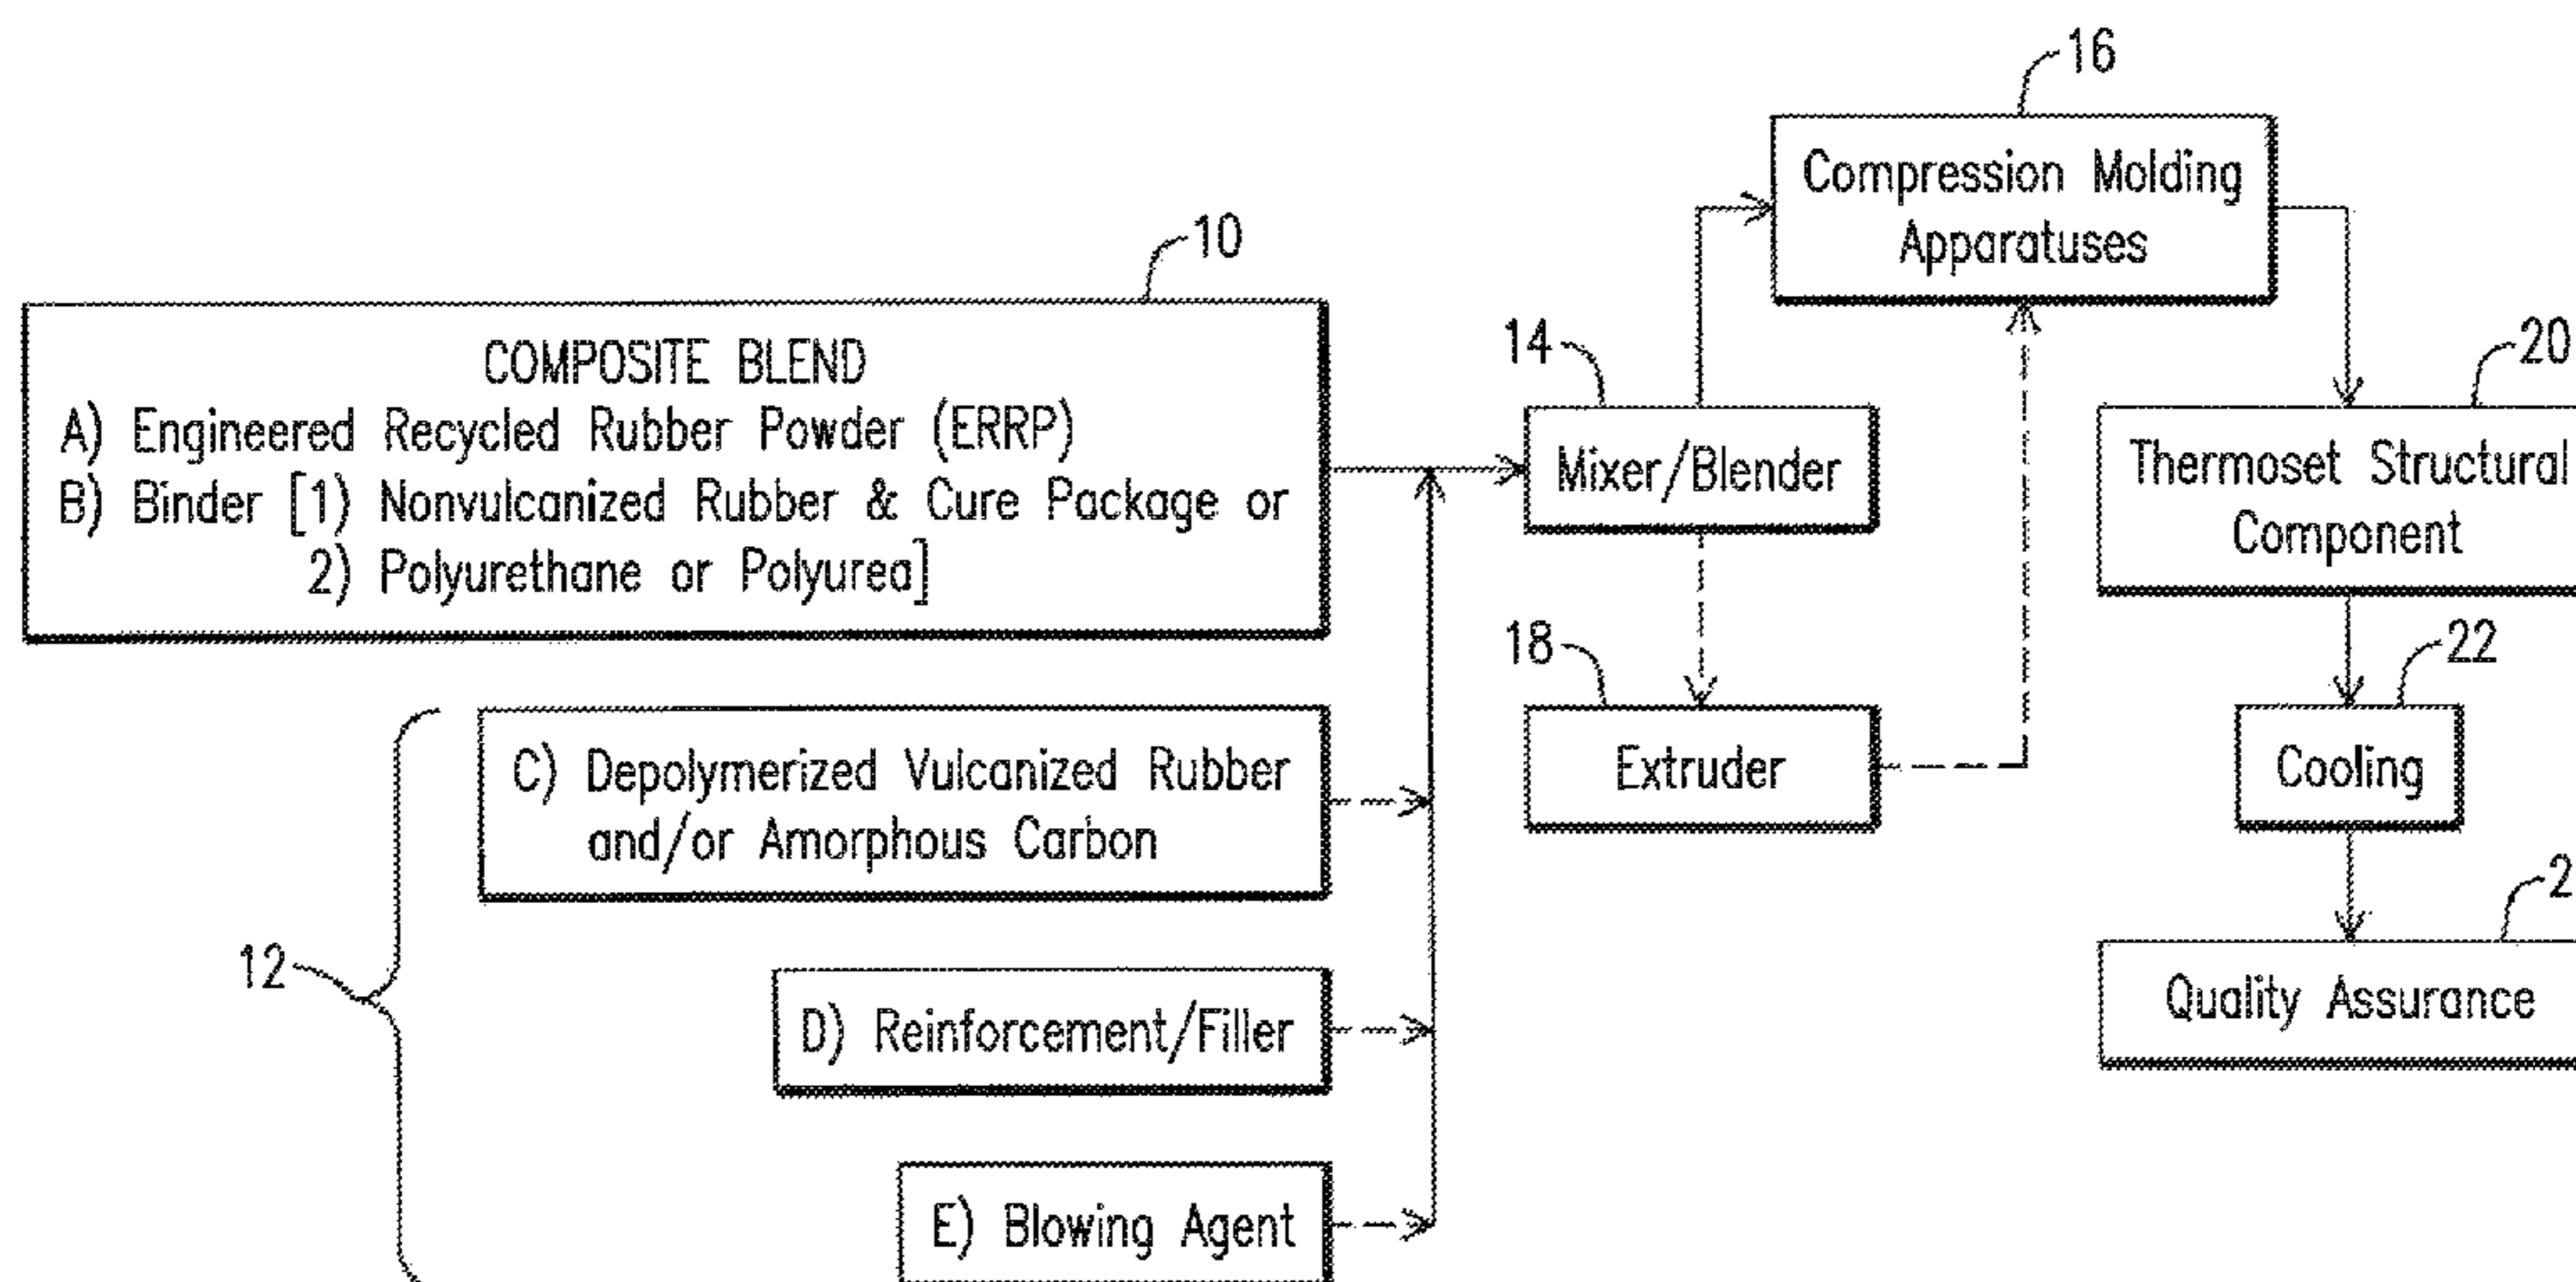 10
COMPOSITE BLEND
A) Engineered Recycled Rubber Powder (ERRP)
B) Binder [1) Nonvulcanized Rubber & Cure Package or
2) Polyurethane or Polyurea]
12
C) Depolymerized Vulcanized Rubber
and/or Amorphous Carbon
D) Reinforcement/Filler
E) Blowing Agent
14
Mixer/Blender
18
Extruder
16
Compression Molding
Apparatuses
20
Thermoset Structural
Component
22
Cooling
2
Quality Assurance